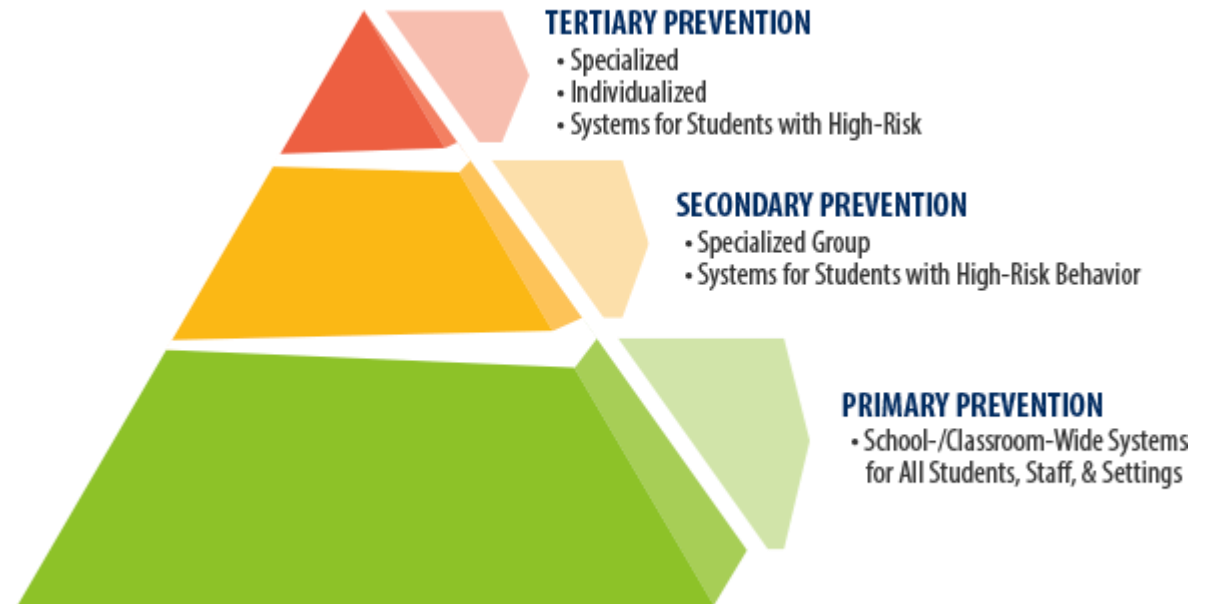 TERTIARY PREVENTION
• Specialized
• Individualized
• Systems for Students with High-Risk
SECONDARY PREVENTION
• Specialized Group
• Systems for Students with High-Risk Behavior
PRIMARY PREVENTION
• School-/Classroom-Wide Systems
for All Students, Staff, & Settings